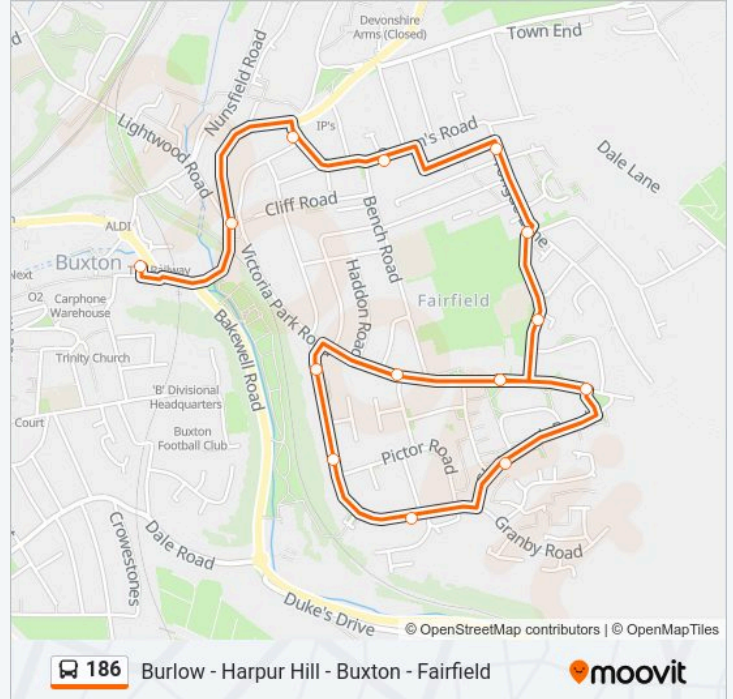 Devonshire
Arms (Closed)
Town End
Nunsfield Road
Lightwood Road
IP's
Road
Dale Lane
Cliff Road
Bench Road
ALDI
Buxton
Railway
Next
O2
Carphone
Warehouse
Victoria Park
Haddon Road
Fairfield
Bakewell Road
Trinity Church
'B' Divisional
Headquarters
Court
Buxton
Football Club
Pictor Road
Crowestones
Dale Road
Granby Road
Duke's Drive
© OpenStreetMap contributors | © OpenMapTiles
186 Burlow - Harpur Hill - Buxton - Fairfield
moovit